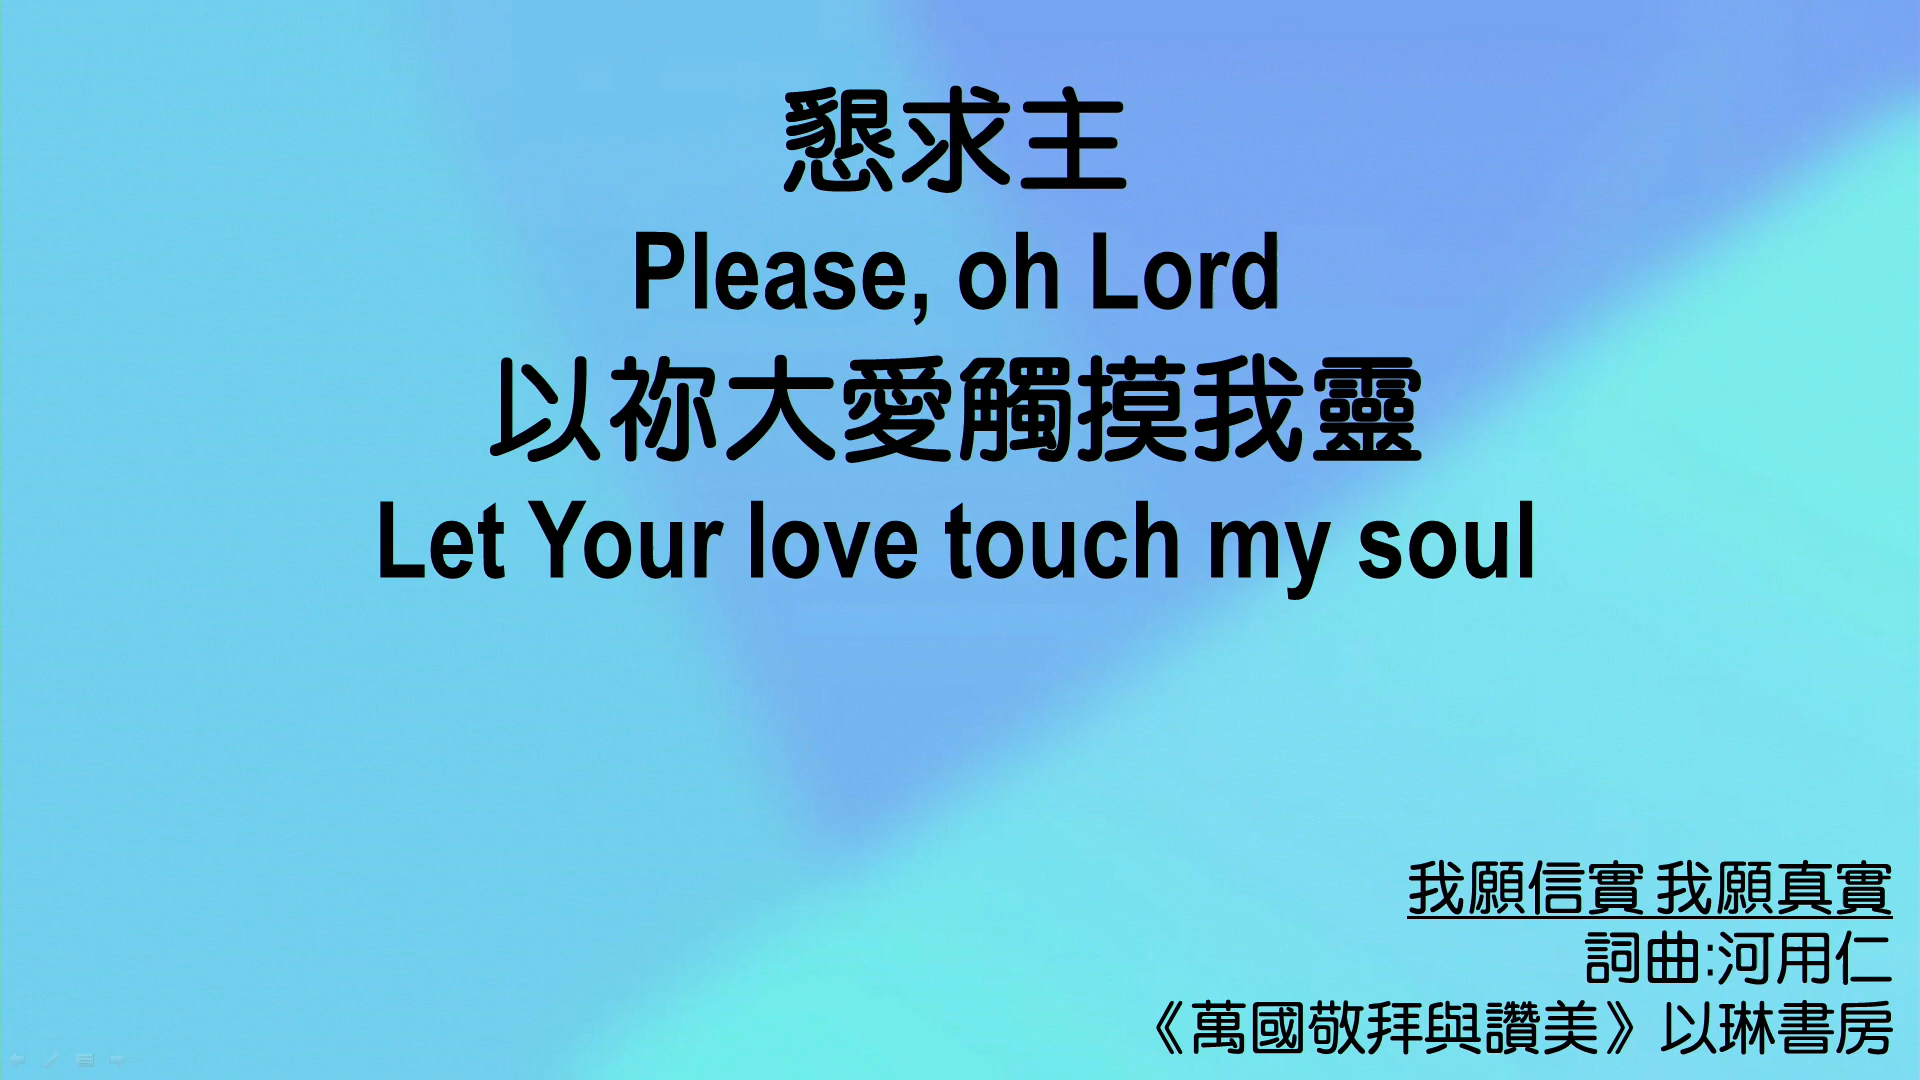 懇求主
Please, oh Lord
以祢大愛觸摸我靈
Let Your love touch my soul
我願信實 我願真實
詞曲:河用仁
《萬國敬拜與讚美》以琳書房